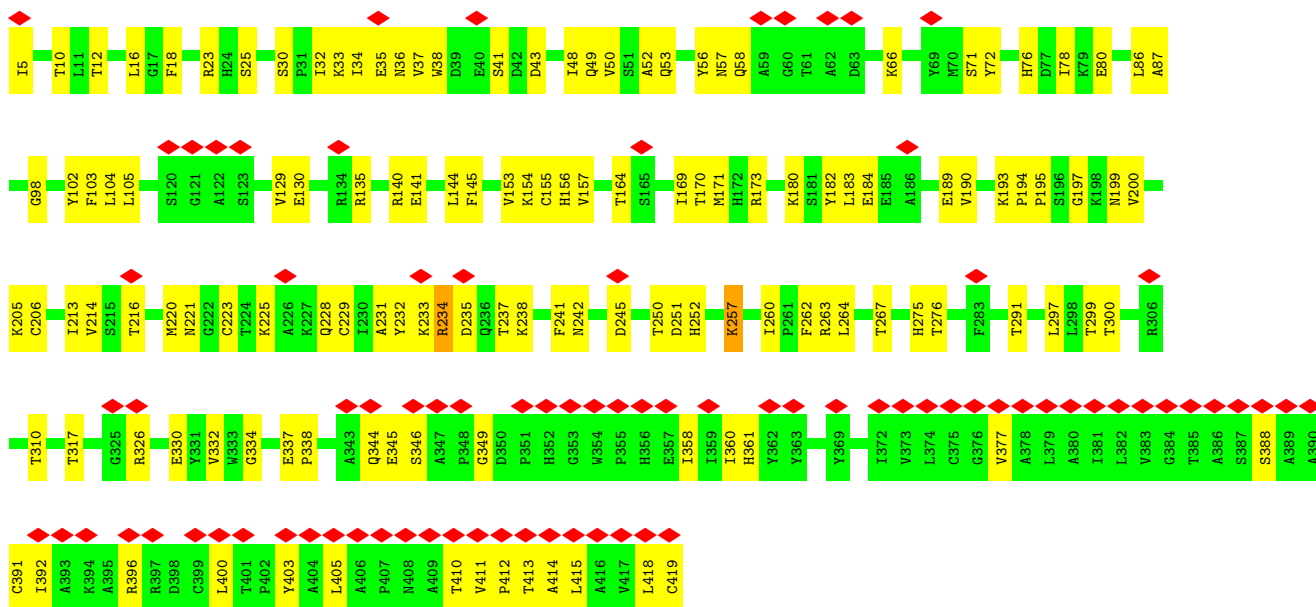 I5 T10 L11 T12 L16 G17 F18 R23 H24 S25 S30 P31 I32 K33 I34 E35 N36 V37 W38 D39 E40 S41 D42 D43 I48 Q49 V50 S51 A52 Q53 Y56 N57 Q58 A59 G60 T61 A62 D63 K66 Y69 M70 S71 Y72 H76 D77 I78 K79 E80 L86 A87
G98 Y102 F103 L104 L105 S120 G121 A122 S123 V129 E130 R134 R135 R140 E141 L144 F145 V153 K154 C155 H156 V157 T164 S165 I169 T170 M171 H172 R173 K180 S181 Y182 L183 E184 E185 A186 E189 V190 K193 P194 P195 S196 G197 K198 N199 V200
K205 C206 I213 V214 S215 T216 M220 N221 G222 C223 T224 K225 A226 K227 Q228 C229 I230 A231 Y232 K233 R234 D235 Q236 T237 K238 F241 N242 D245 T250 D251 H252 K257 I260 P261 F262 R263 L264 T267 H275 T276 F283 T291 L297 L298 T299 T300 R306
T310 T317 G325 R326 E330 Y331 V332 W333 G334 E337 P338 A343 Q344 E345 S346 A347 P348 G349 D350 P351 H352 G353 W354 P355 H356 E357 I358 I359 I360 H361 Y362 Y363 Y369 I372 V373 L374 C375 G376 V377 A378 L379 A380 I381 L382 V383 G384 T385 A386 S387 S388 A389 A390
C391 I392 A393 K394 A395 R396 R397 D398 C399 L400 T401 P402 Y403 A404 L405 A406 P407 N408 A409 T410 V411 P412 T413 A414 L415 A416 V417 L418 C419